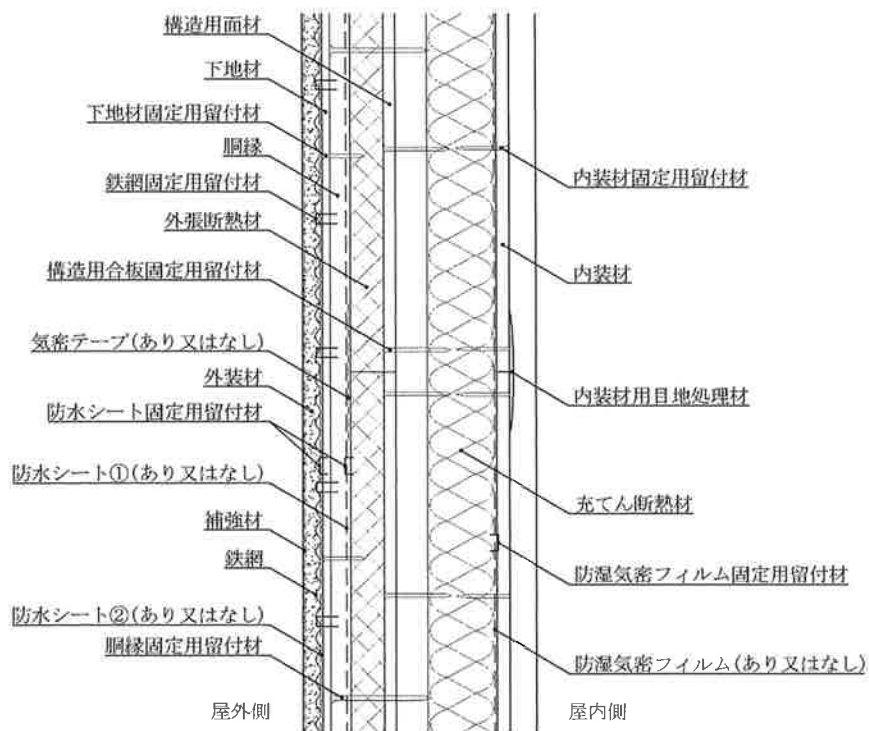 構造用面材
下地材
下地材固定用留付材
胴縁
鉄網固定用留付材
外張断熱材
構造用合板固定用留付材
気密テープ(あり又はなし)
外装材
防水シート固定用留付材
防水シート①(あり又はなし)
補強材
鉄網
防水シート②(あり又はなし)
胴縁固定用留付材
屋外側
内装材固定用留付材
内装材
内装材用目地処理材
充てん断熱材
防湿気密フィルム固定用留付材
防湿気密フィルム(あり又はなし)
屋内側